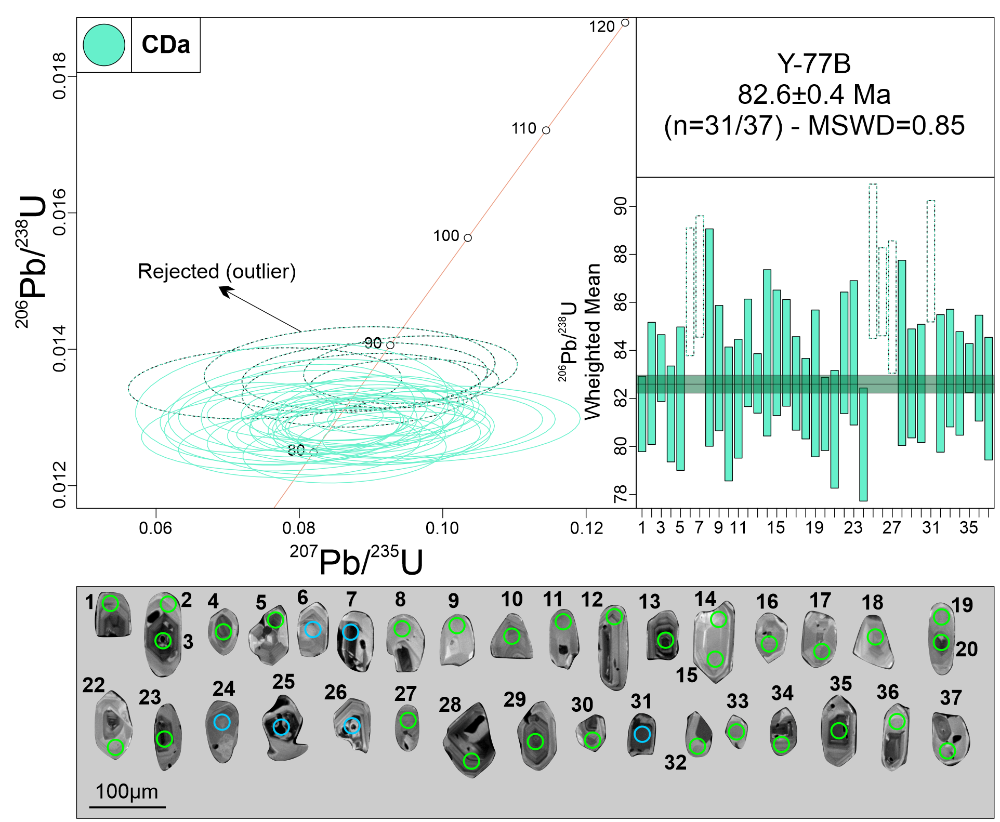 CDa
120
110
100
90
80
Rejected (outlier)
0.018
0.016
0.014
0.012
206Pb/238U
0.06 0.08 0.10 0.12
207Pb/235U
Y-77B
82.6±0.4 Ma
(n=31/37) - MSWD=0.85
90
88
86
84
82
80
78
206Pb/238U
Wheighted Mean
1 3 5 7 9 11 15 19 23 27 31 35
1 2 3 4 5 6 7 8 9 10 11 12 13 14 15 16 17 18 19 20
22 23 24 25 26 27 28 29 30 31 32 33 34 35 36 37
100µm